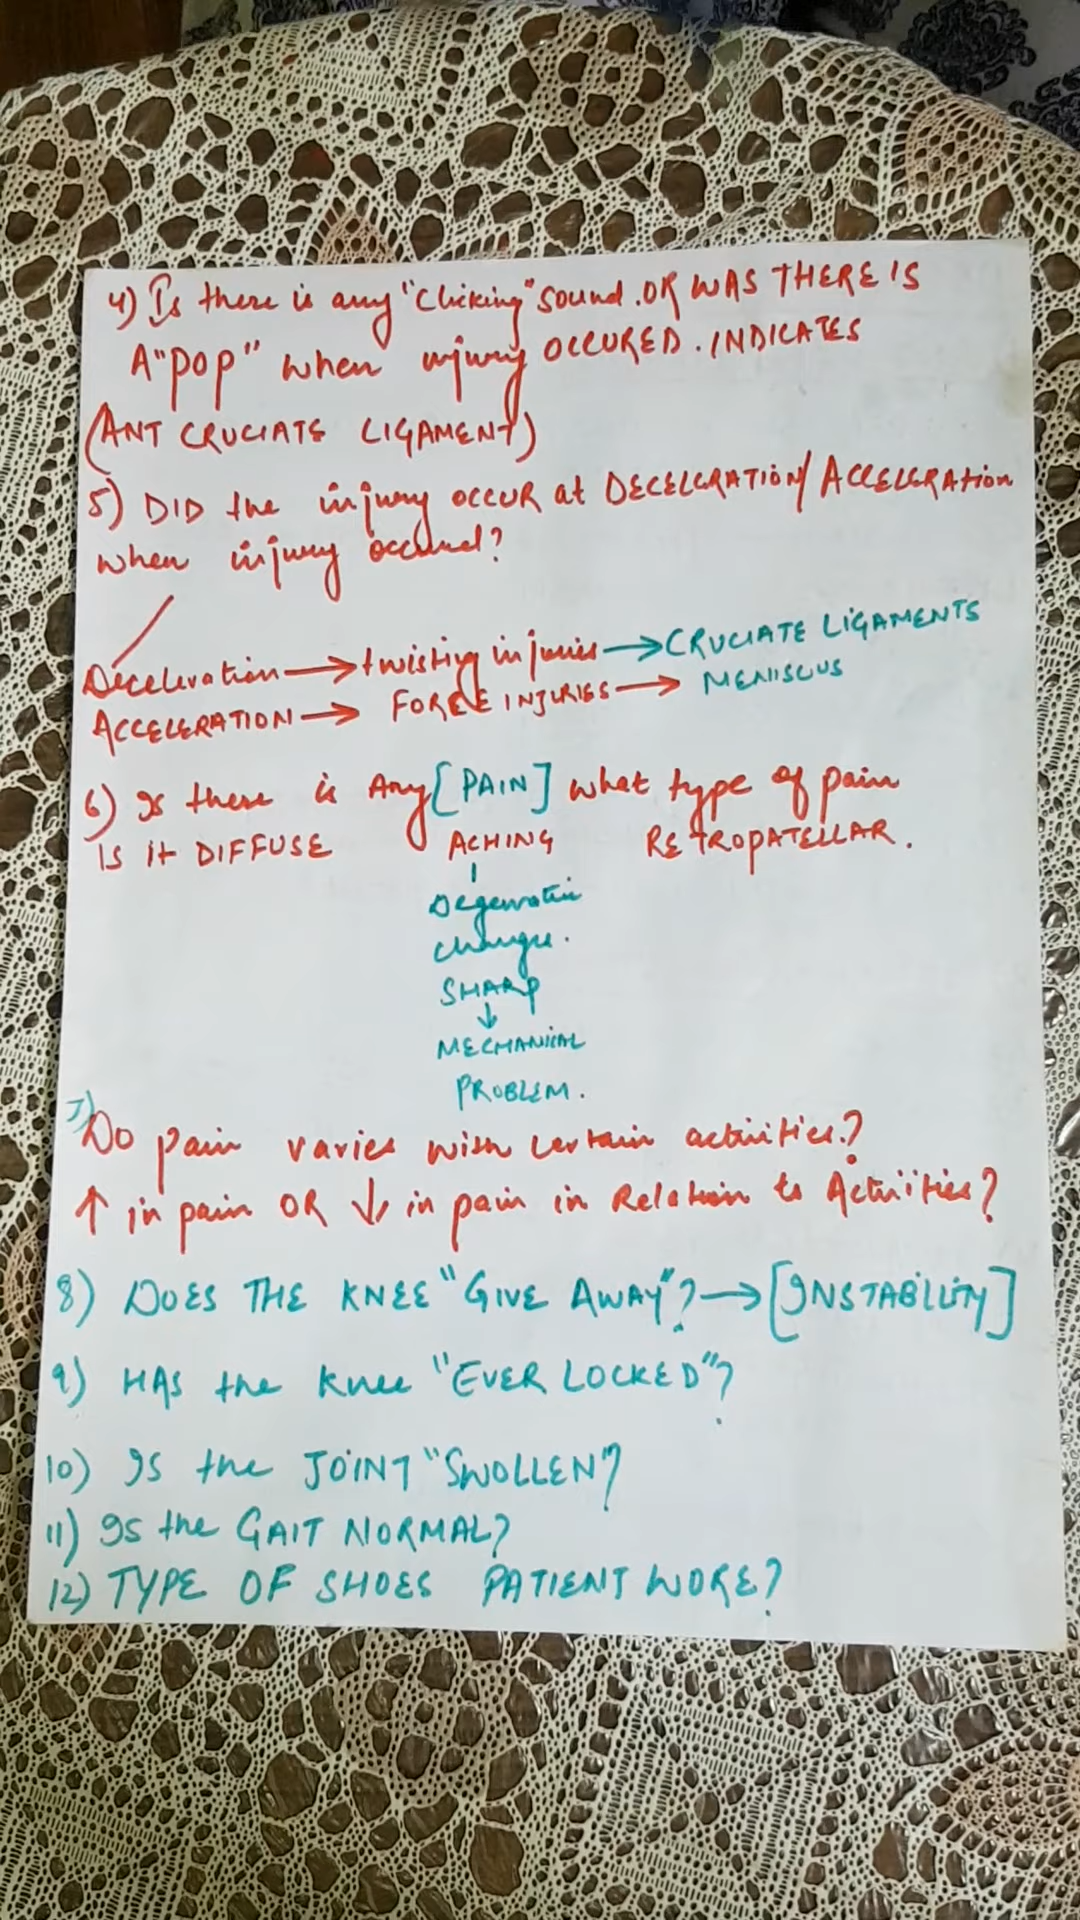 4) Is there is any "Clicking" sound. OR WAS THERE IS
A "pop" when injury OCCURED. INDICATES
(ANT CRUCIATE LIGAMENT)
5) DID the injury OCCUR at DECELERATION/ACCELERATion
when injury occured?
Deceleration → twisting injuries → CRUCIATE LIGAMENTS
ACCELERATION → FORCE INJURIES → MENISCUS
6) Is there is Any [PAIN] what type of pain
IS it DIFFUSE ACHING RETROPATELLAR.
Degenerative
changes.
SHARP
↓
MECHANICAL
PROBLEM.
7) Do pain varies with certain activities?
↑ in pain OR ↓ in pain in Relation to Activities?
8) DOES THE KNEE "GIVE AWAY"? → [INSTABILITY]
9) HAS the Knee "EVER LOCKED"?
10) IS the JOINT "SWOLLEN"?
11) IS the GAIT NORMAL?
12) TYPE OF SHOES PATIENT WORE?